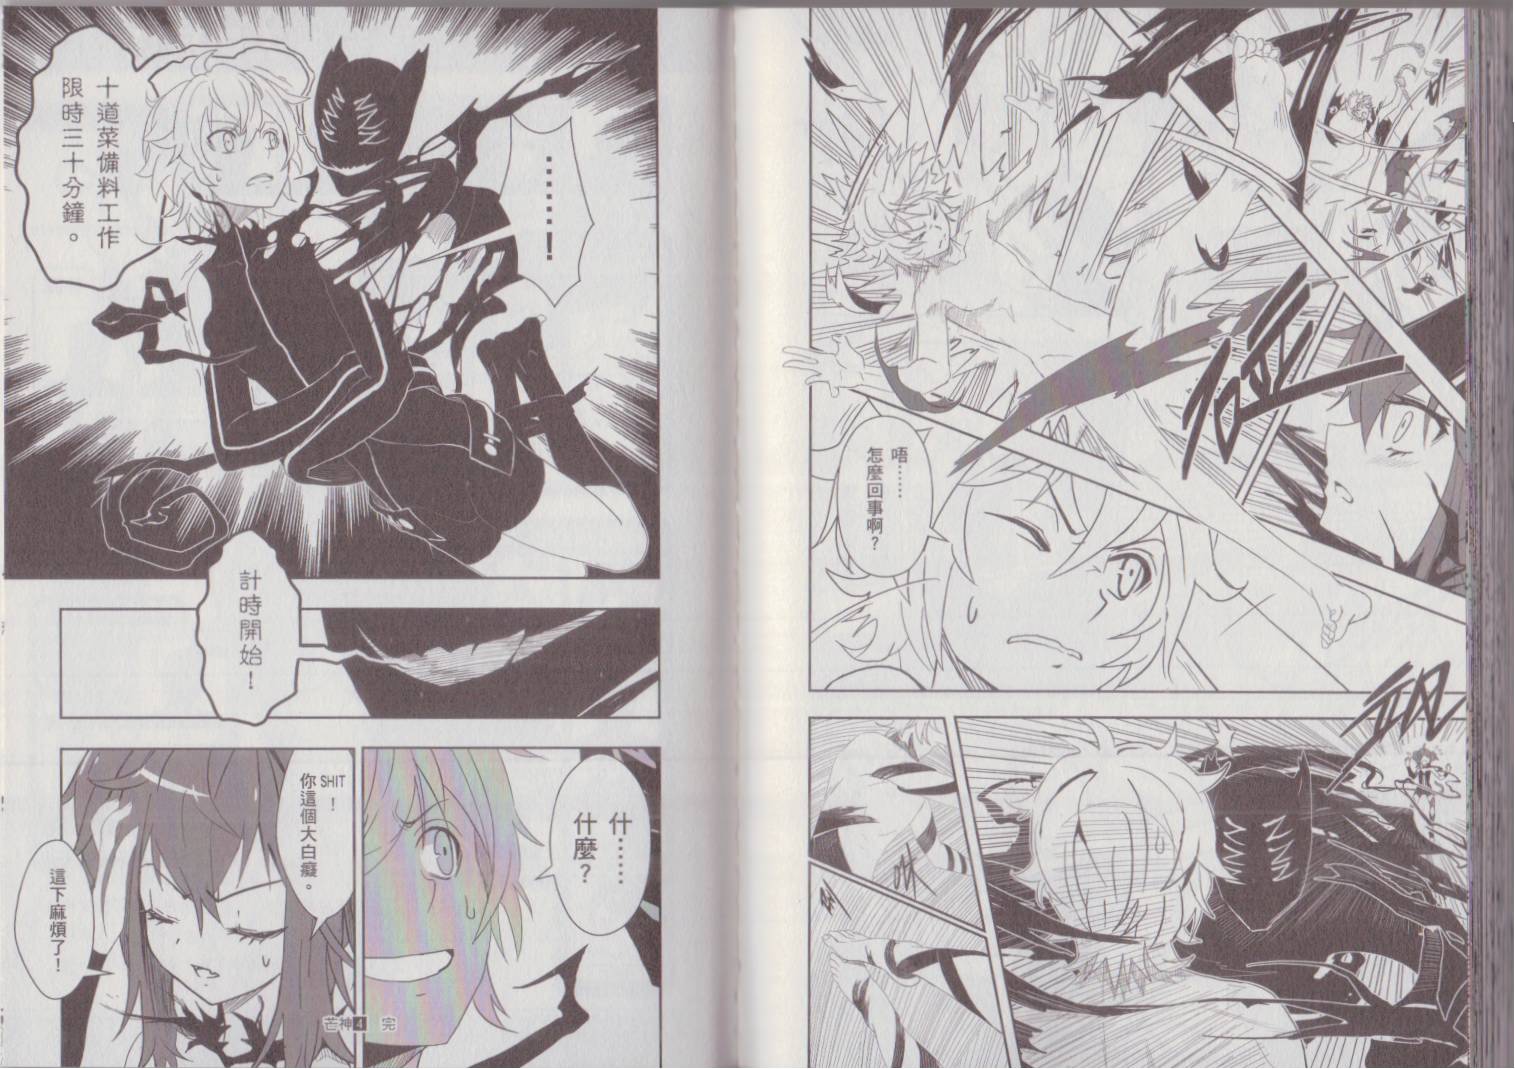 唔……
怎麼回事啊？
………！
十道菜備料工作
限時三十分鐘。
計時開始！
什……
什麼？
SHIT！
你這個大白癡。
這下麻煩了！
芒神4 完